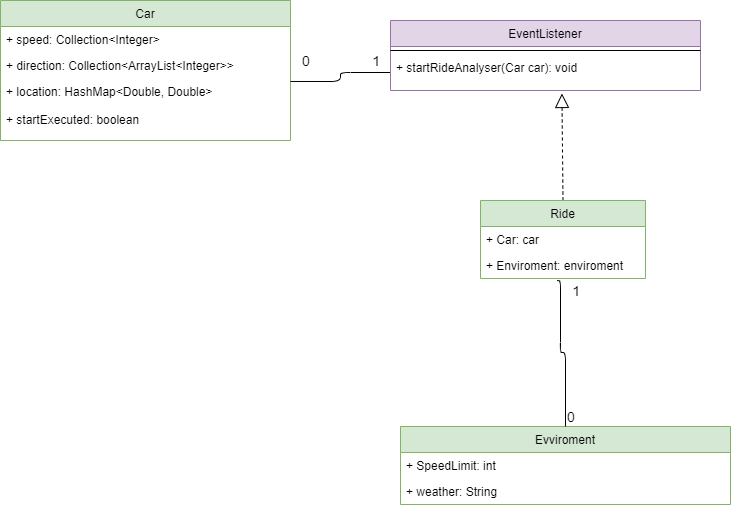 Car
+ speed: Collection<Integer>
+ direction: Collection<ArrayList<Integer>>
+ location: HashMap<Double, Double>
+ startExecuted: boolean
0
1
EventListener
+ startRideAnalyser(Car car): void
Ride
+ Car: car
+ Enviroment: enviroment
1
0
Evviroment
+ SpeedLimit: int
+ weather: String